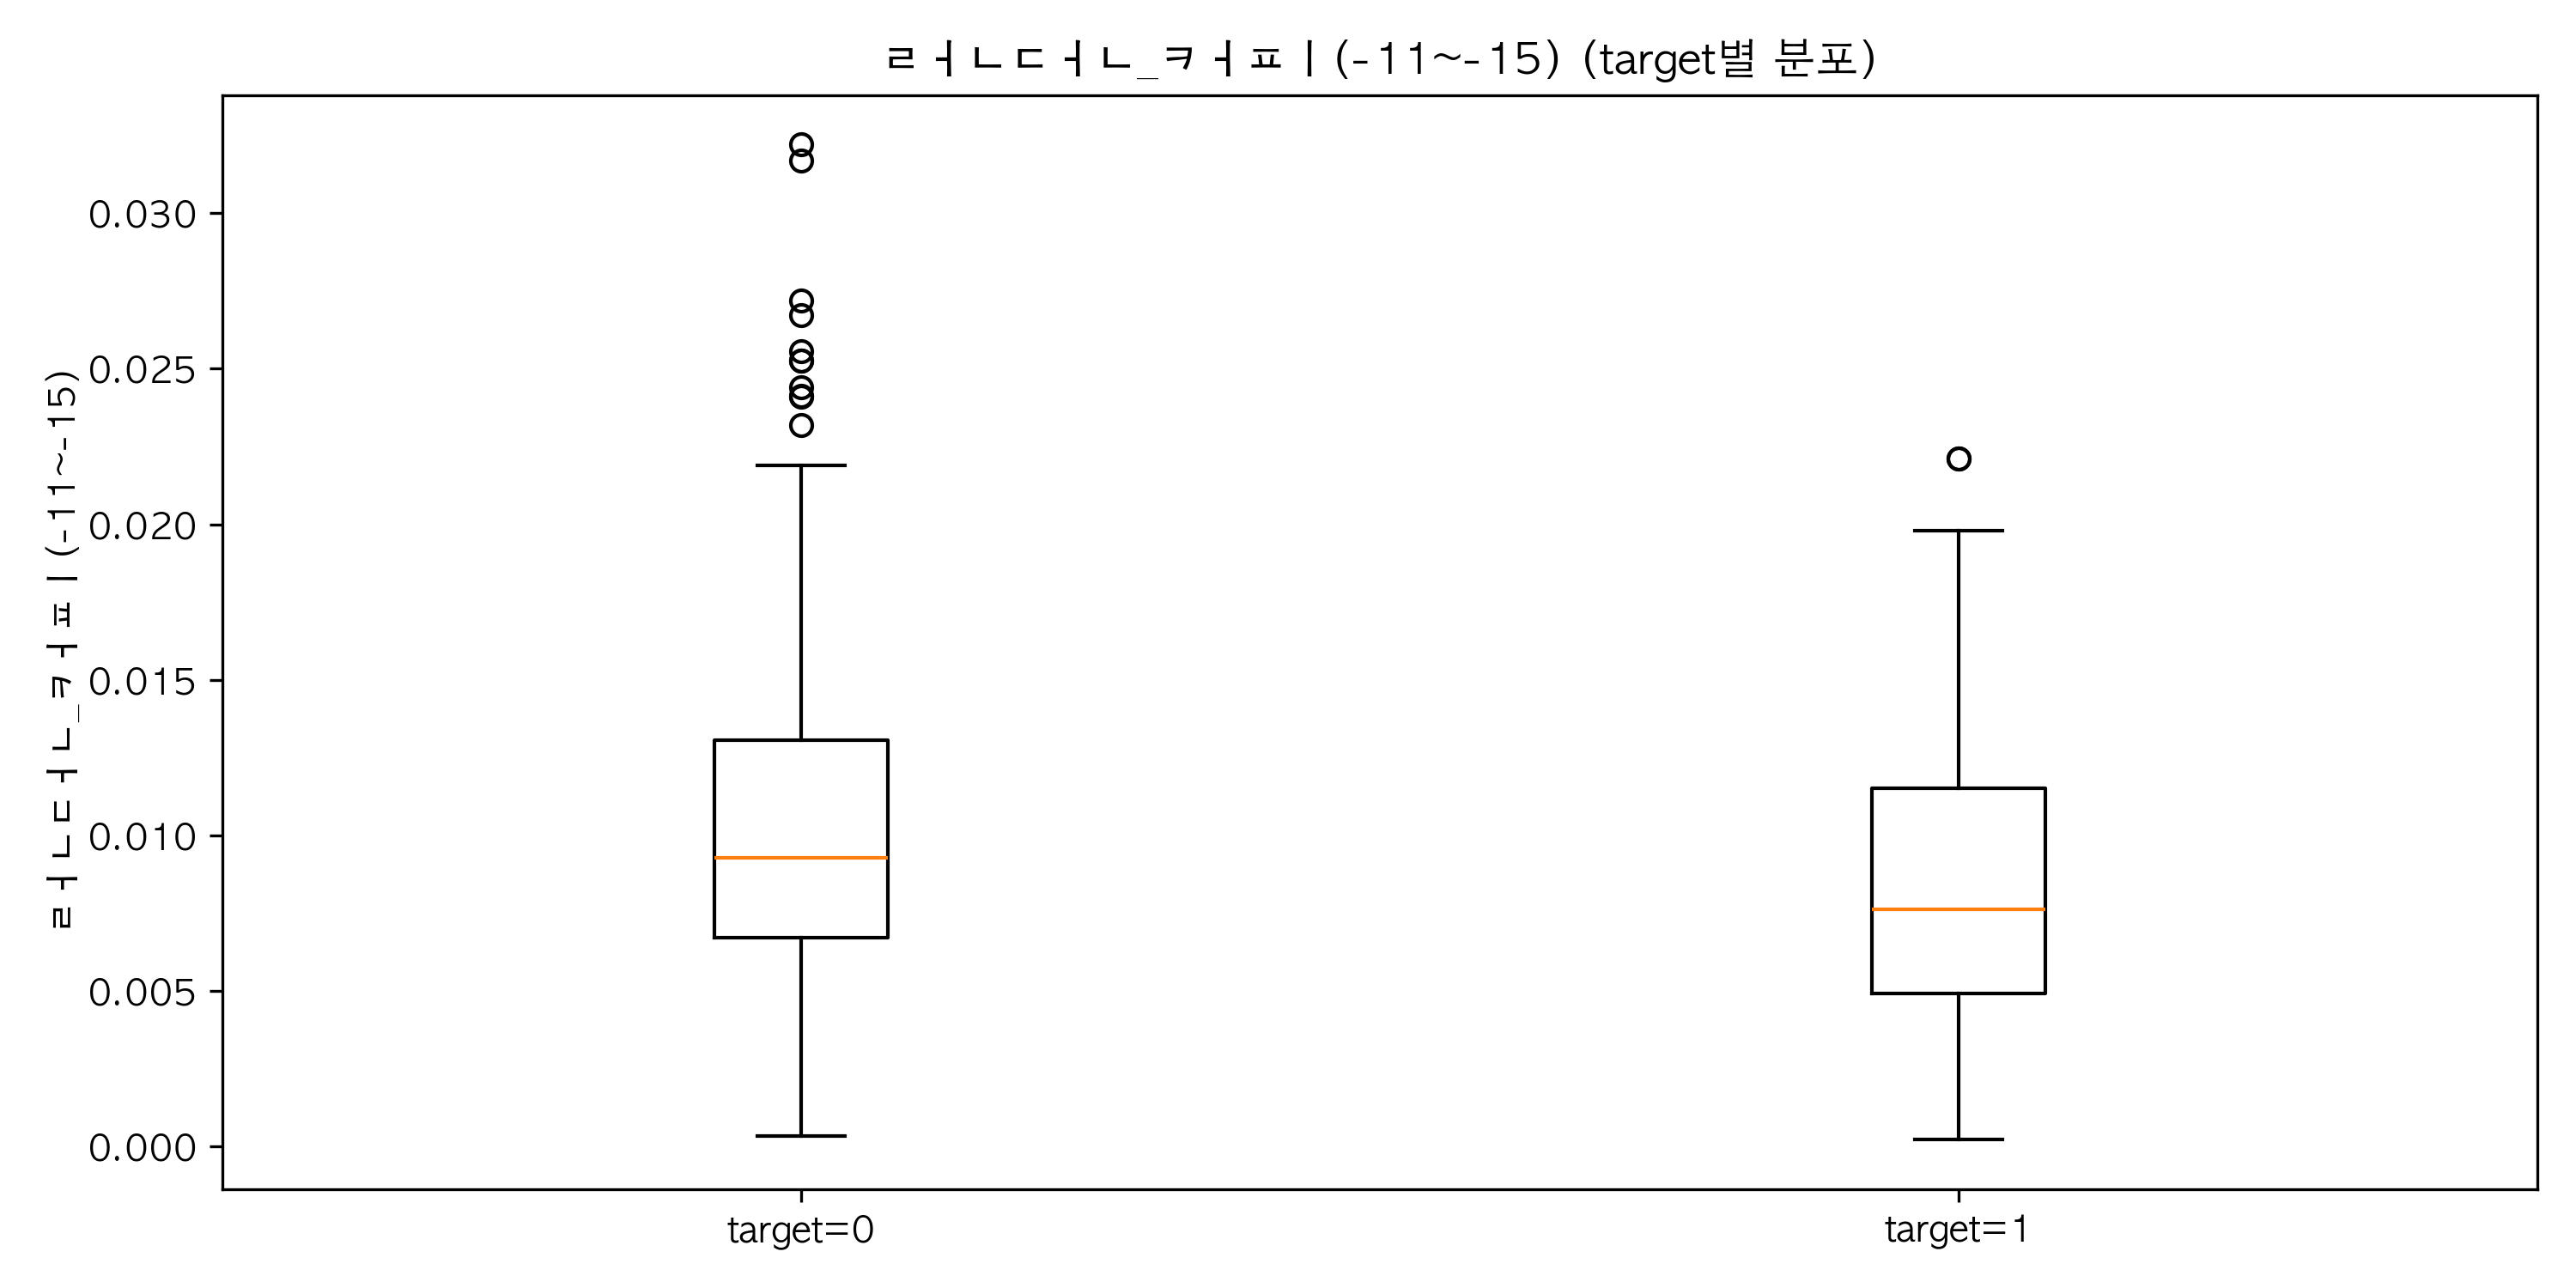 ㄹㅓㄴㄷㅓㄴ_ㅋㅓㅍㅣ(-11~-15) (target별 분포)
ㄹㅓㄴㄷㅓㄴ_ㅋㅓㅍㅣ(-11~-15)
0.030
0.025
0.020
0.015
0.010
0.005
0.000
target=0
target=1